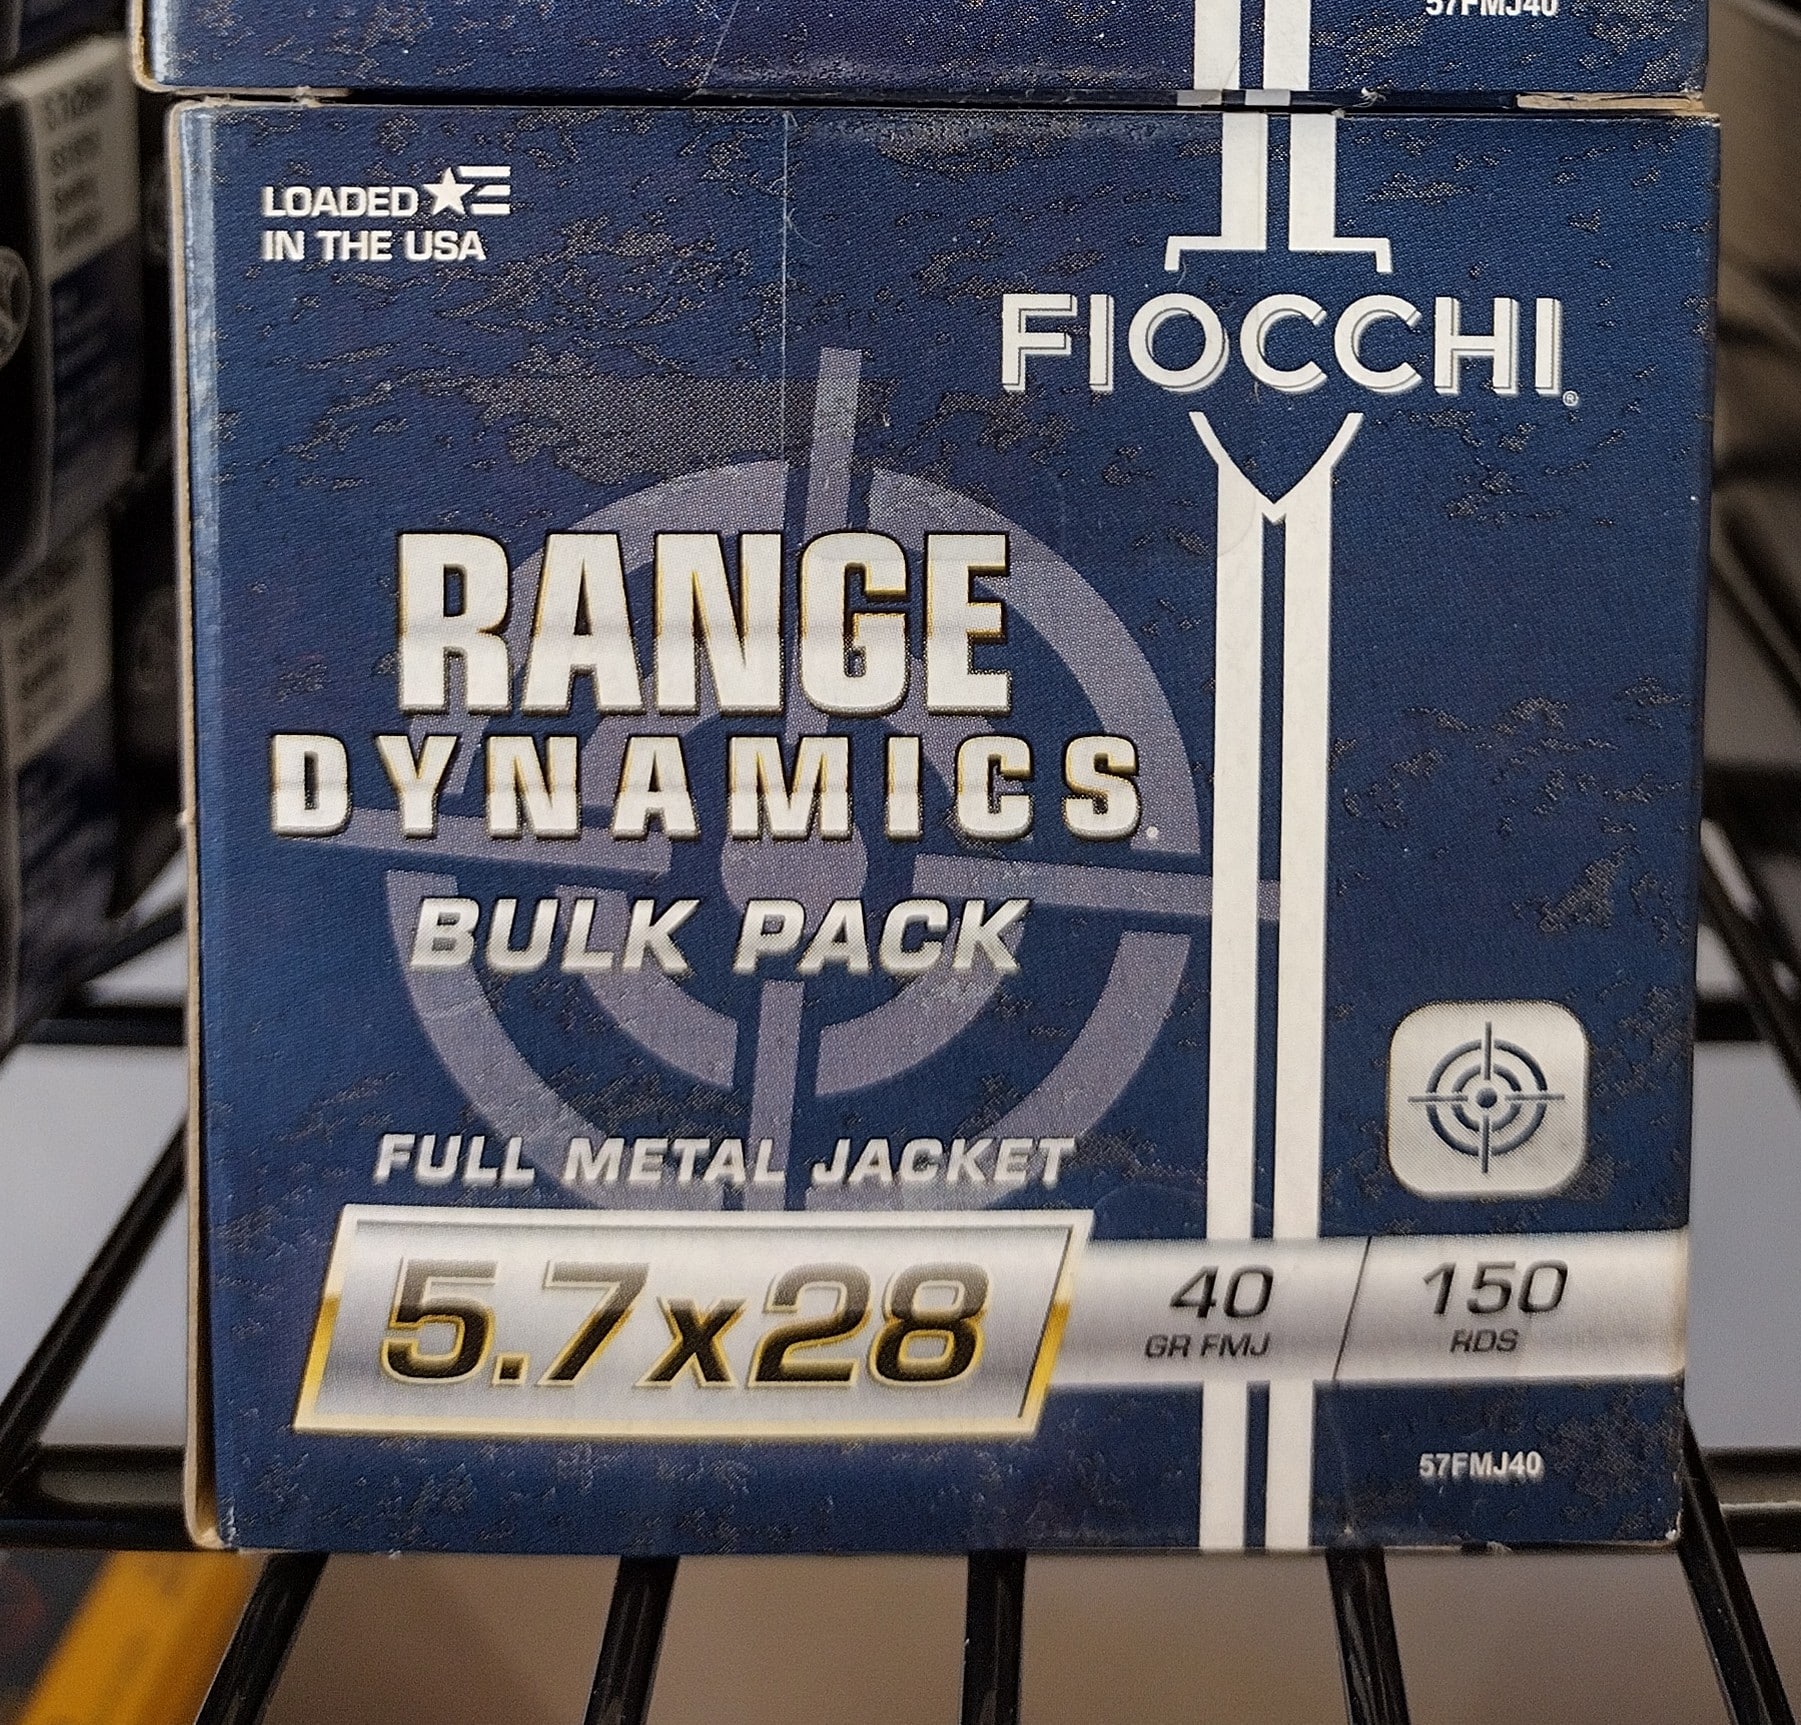 57FMJ40
LOADED
IN THE USA
FIOCCHI®
RANGE
DYNAMICS.
BULK PACK
FULL METAL JACKET
5.7x28
40
GR FMJ
150
RDS
57FMJ40